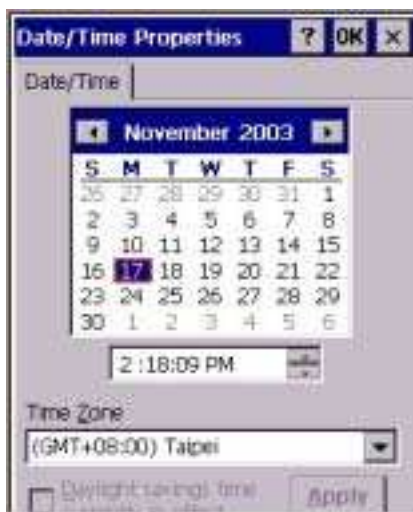 Date/Time Properties ? OK ×
Date/Time
November 2003
S M T W T F S
26 27 28 29 30 31 1
2 3 4 5 6 7 8
9 10 11 12 13 14 15
16 17 18 19 20 21 22
23 24 25 26 27 28 29
30 1 2 3 4 5 6
2 :18:09 PM
Time Zone
(GMT+08:00) Taipei
Daylight savings time
Apply